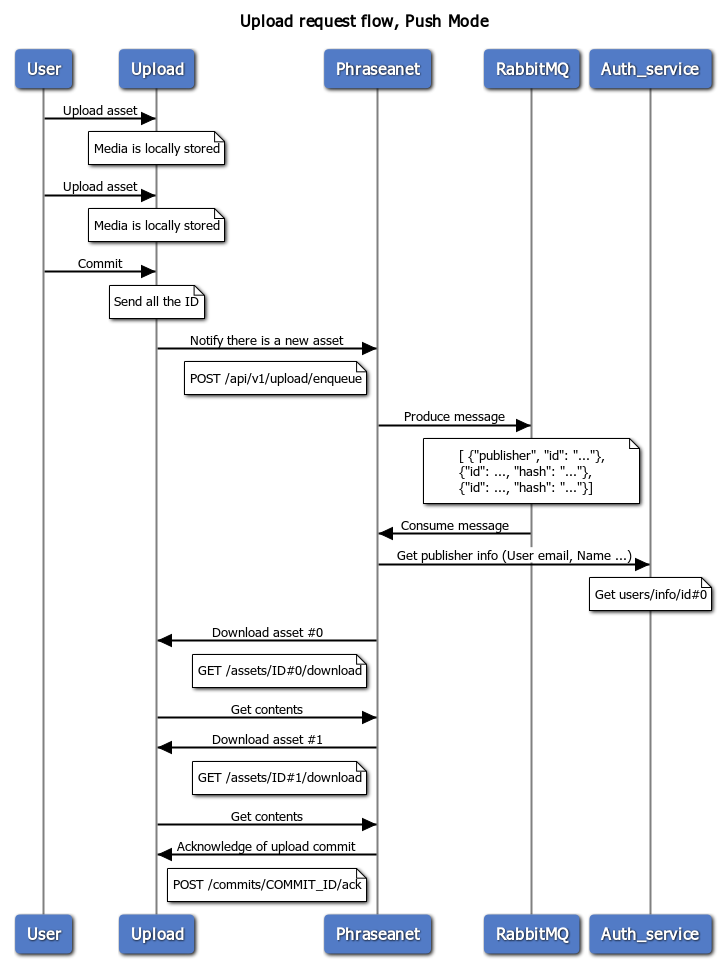 Upload request flow, Push Mode
User
Upload
Phraseanet
RabbitMQ
Auth_service
Upload asset
Media is locally stored
Upload asset
Media is locally stored
Commit
Send all the ID
Notify there is a new asset
POST /api/v1/upload/enqueue
Produce message
[ {"publisher", "id": "..."},
{"id": ..., "hash": "..."},
{"id": ..., "hash": "..."}]
Consume message
Get publisher info (User email, Name ...)
Get users/info/id#0
Download asset #0
GET /assets/ID#0/download
Get contents
Download asset #1
GET /assets/ID#1/download
Get contents
Acknowledge of upload commit
POST /commits/COMMIT_ID/ack
User
Upload
Phraseanet
RabbitMQ
Auth_service